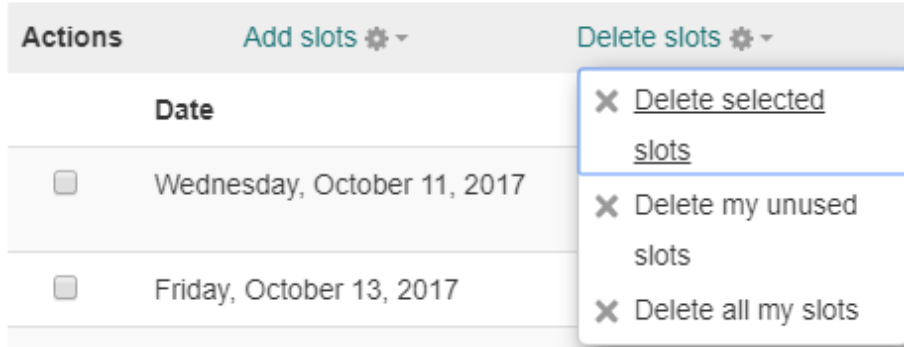 Actions Add slots Delete slots
Delete selected
slots
Date
Wednesday, October 11, 2017
Delete my unused
slots
Friday, October 13, 2017
Delete all my slots